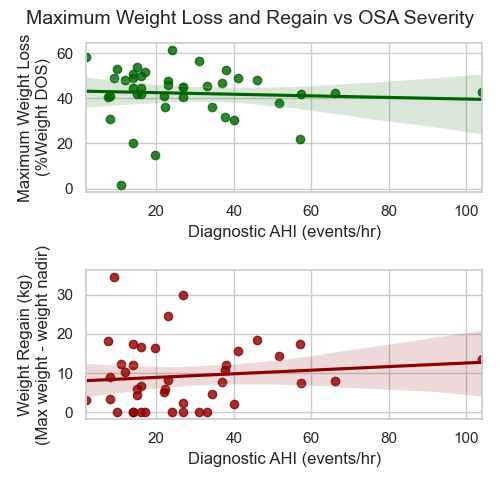 Maximum Weight Loss and Regain vs OSA Severity
Maximum Weight Loss
(%Weight DOS)
60
40
20
0
20
40
60
80
100
Diagnostic AHI (events/hr)
Weight Regain (kg)
(Max weight - weight nadir)
30
20
10
0
20
40
60
80
100
Diagnostic AHI (events/hr)